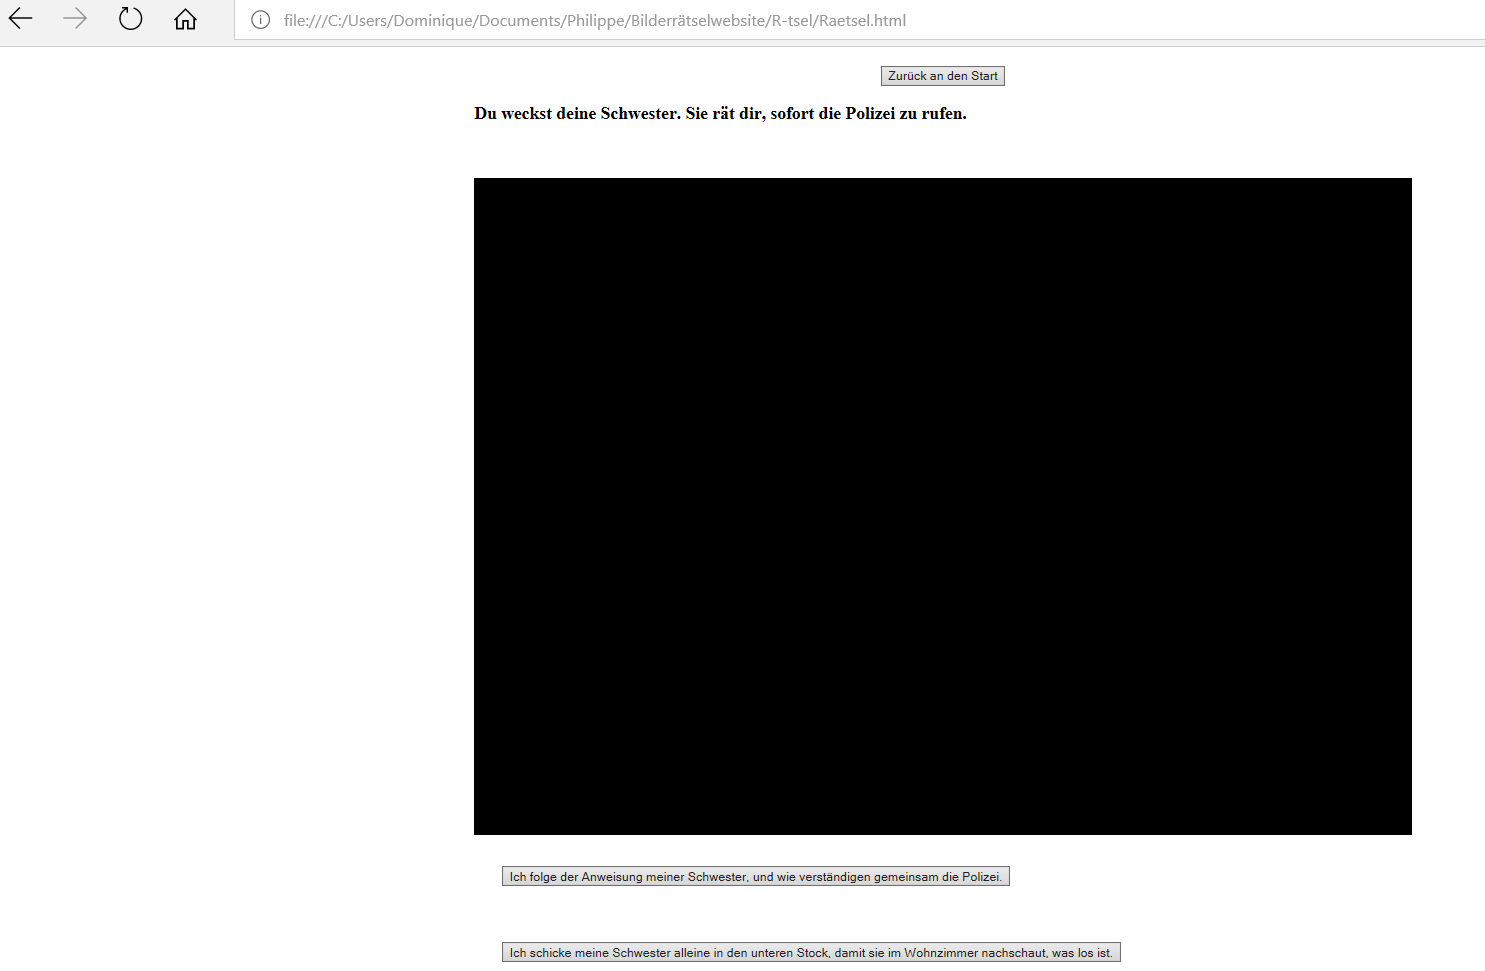 file:///C:/Users/Dominique/Documents/Philippe/Bilderrätselwebsite/R-tsel/Raetsel.html
Zurück an den Start
Du weckst deine Schwester. Sie rät dir, sofort die Polizei zu rufen.
Ich folge der Anweisung meiner Schwester, und wie verständigen gemeinsam die Polizei.
Ich schicke meine Schwester alleine in den unteren Stock, damit sie im Wohnzimmer nachschaut, was los ist.